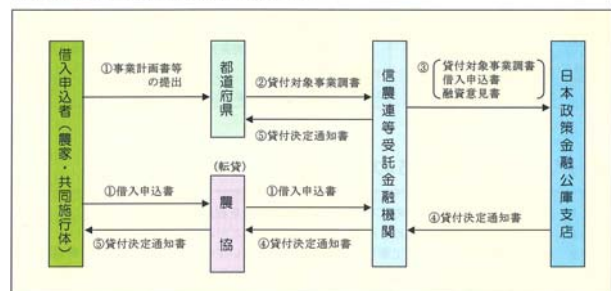 借入申込者（農家・共同施行体）
①事業計画書等
の提出
都道府県
②貸付対象事業調書
⑤貸付決定通知書
信農連等受託金融機関
③
貸付対象事業調書
借入申込書
融資意見書
日本政策金融公庫支店
(転貸)
①借入申込書
農協
①借入申込書
⑤貸付決定通知書
④貸付決定通知書
④貸付決定通知書